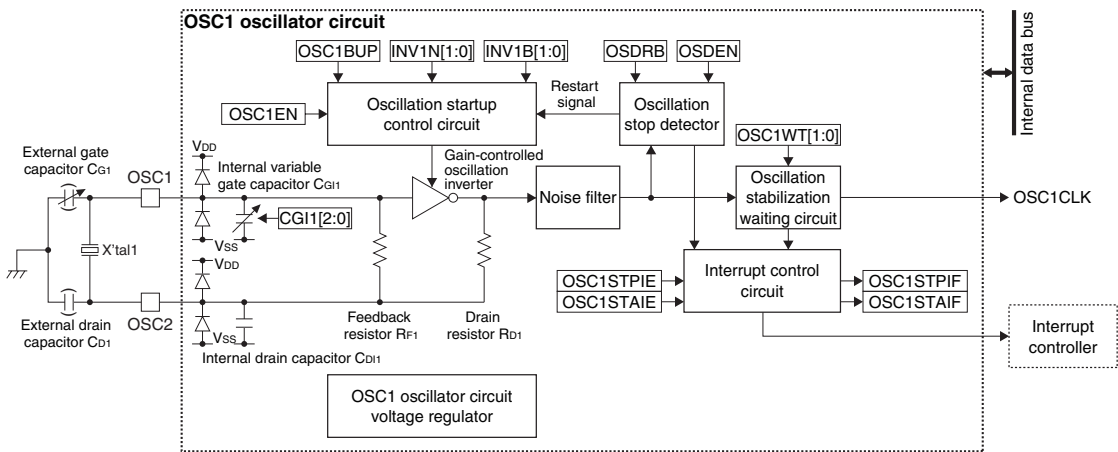 OSC1 oscillator circuit
OSC1BUP
INV1N[1:0]
INV1B[1:0]
OSDRB
OSDEN
Internal data bus
Restart
signal
Oscillation startup
control circuit
Oscillation
stop detector
OSC1EN
OSC1WT[1:0]
External gate
capacitor CG1
OSC1
VDD
Internal variable
gate capacitor CGI1
Gain-controlled
oscillation
inverter
Noise filter
Oscillation
stabilization
waiting circuit
OSC1CLK
CGI1[2:0]
VSS
X'tal1
VDD
OSC1STPIE
OSC1STAIE
Interrupt control
circuit
OSC1STPIF
OSC1STAIF
External drain
capacitor CD1
OSC2
VSS
Feedback
resistor RF1
Drain
resistor RD1
Internal drain capacitor CDI1
Interrupt
controller
OSC1 oscillator circuit
voltage regulator